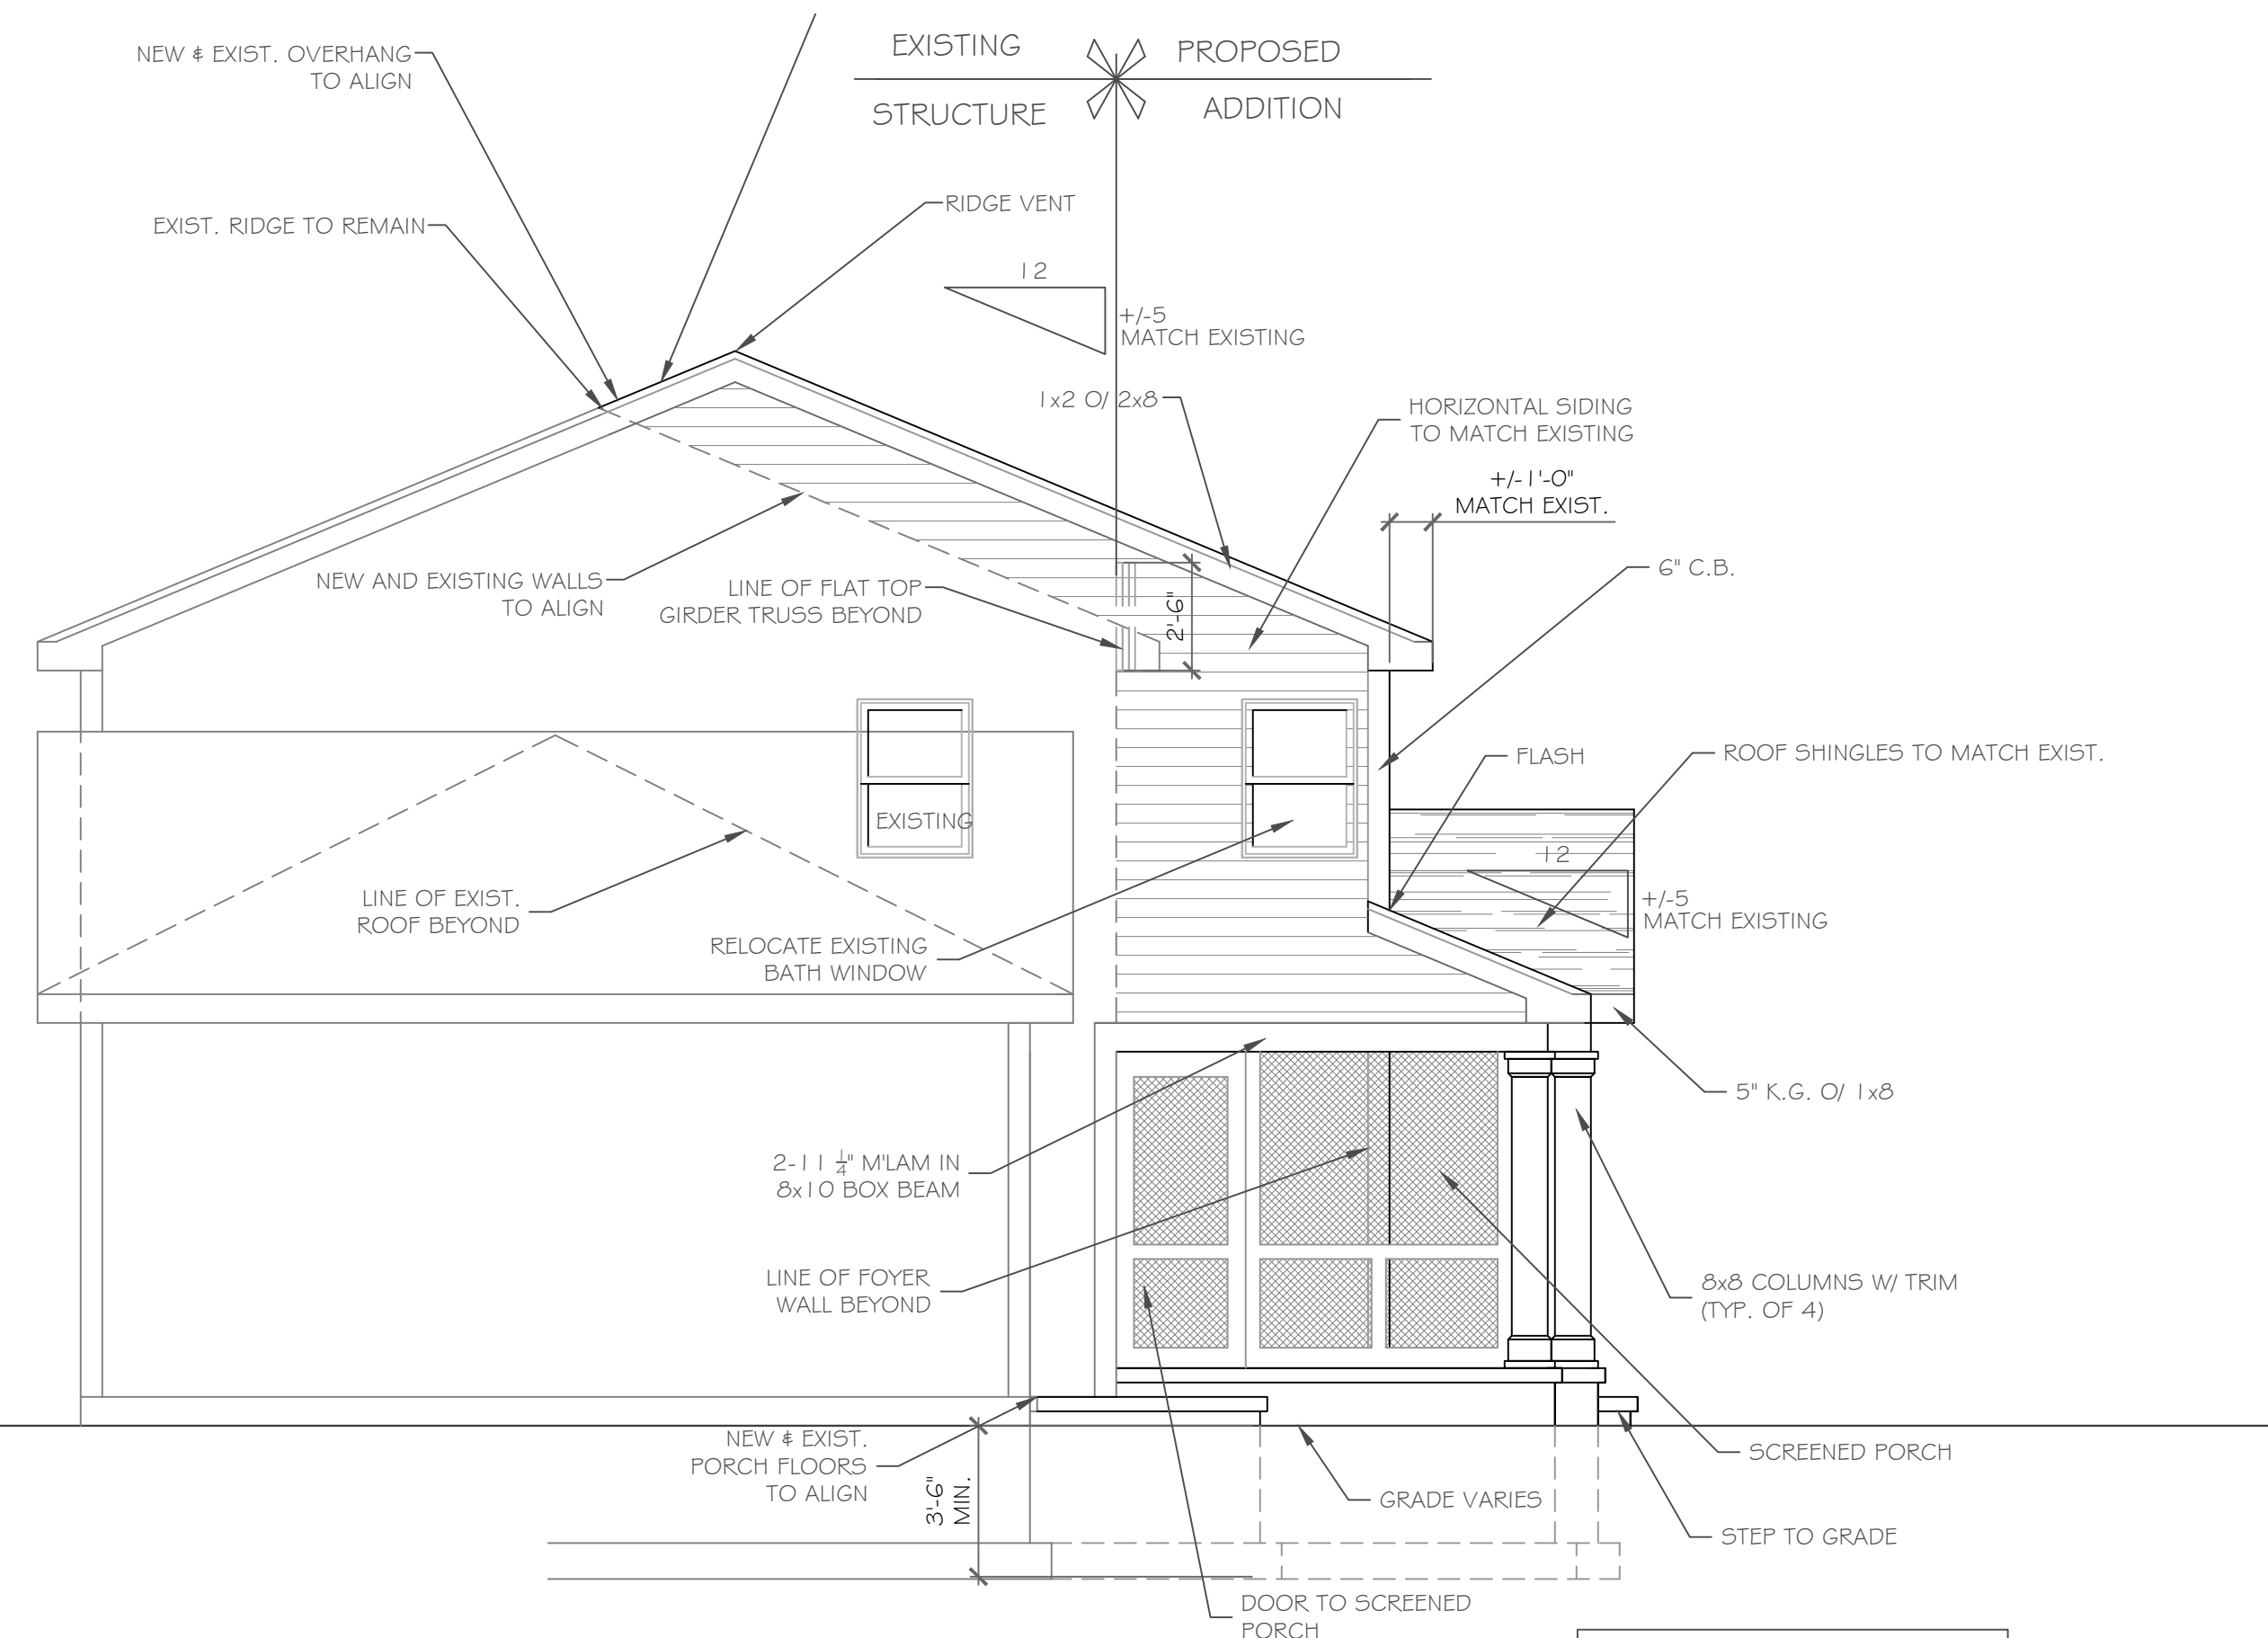 NEW & EXIST. OVERHANG
TO ALIGN
EXISTING
STRUCTURE
PROPOSED
ADDITION
EXIST. RIDGE TO REMAIN
RIDGE VENT
12
+/-5
MATCH EXISTING
1x2 O/ 2x8
HORIZONTAL SIDING
TO MATCH EXISTING
+/-1'-0"
MATCH EXIST.
6" C.B.
NEW AND EXISTING WALLS
TO ALIGN
LINE OF FLAT TOP
GIRDER TRUSS BEYOND
2'-6"
FLASH
ROOF SHINGLES TO MATCH EXIST.
EXISTING
12
+/-5
MATCH EXISTING
LINE OF EXIST.
ROOF BEYOND
RELOCATE EXISTING
BATH WINDOW
5" K.G. O/ 1x8
2-11 1/4" M'LAM IN
8x10 BOX BEAM
LINE OF FOYER
WALL BEYOND
8x8 COLUMNS W/ TRIM
(TYP. OF 4)
NEW & EXIST.
PORCH FLOORS
TO ALIGN
3'-6"
MIN.
SCREENED PORCH
GRADE VARIES
STEP TO GRADE
DOOR TO SCREENED
PORCH